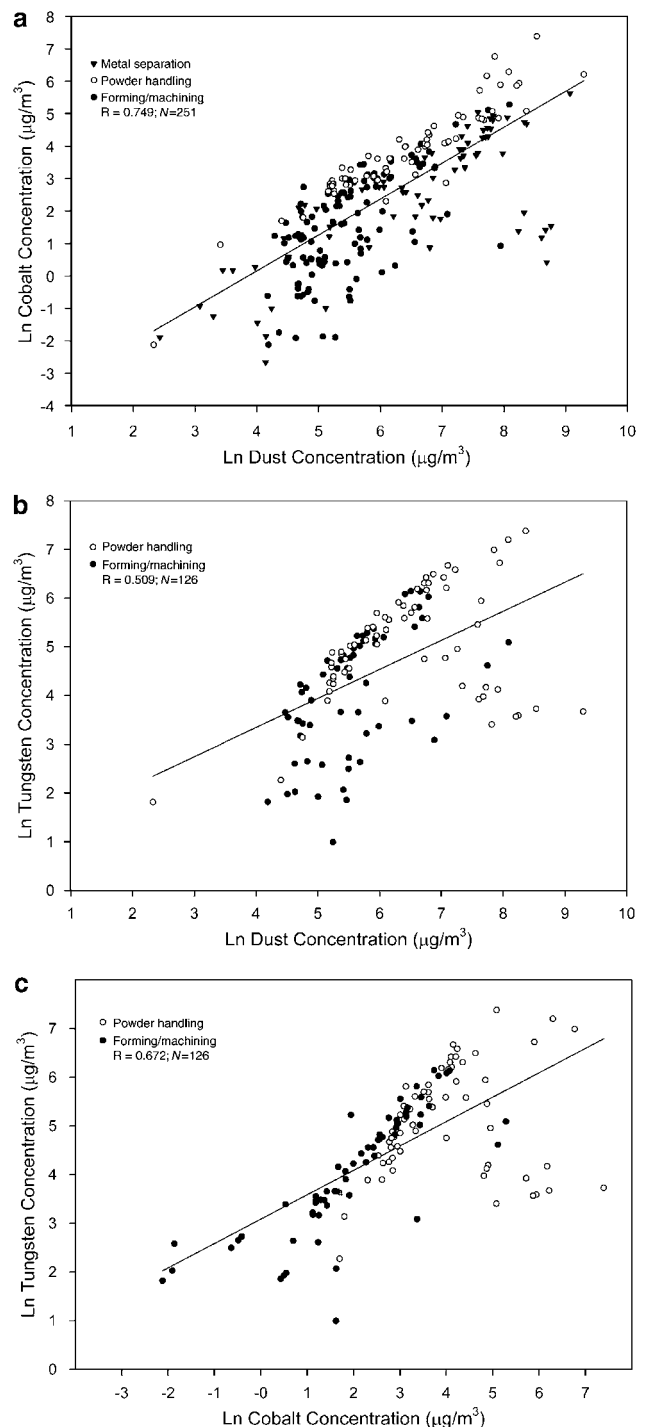 a
8
7
6
5
4
3
2
1
0
-1
-2
-3
-4
Ln Cobalt Concentration (μg/m³)
Metal separation
Powder handling
Forming/machining
R = 0.749; N=251
1 2 3 4 5 6 7 8 9 10
Ln Dust Concentration (μg/m³)
b
8
7
6
5
4
3
2
1
0
Ln Tungsten Concentration (μg/m³)
Powder handling
Forming/machining
R = 0.509; N=126
1 2 3 4 5 6 7 8 9 10
Ln Dust Concentration (μg/m³)
c
7
6
5
4
3
2
1
0
Ln Tungsten Concentration (μg/m³)
Powder handling
Forming/machining
R = 0.672; N=126
-3 -2 -0 1 2 3 4 5 6 7
Ln Cobalt Concentration (μg/m³)